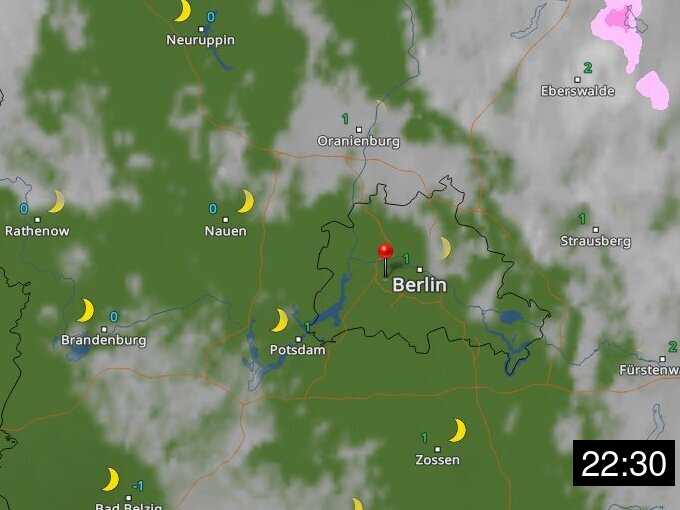 0
Neuruppin
2
Eberswalde
1
Oranienburg
0
Rathenow
0
Nauen
1
Strausberg
1
Berlin
0
Brandenburg
1
Potsdam
2
Fürstenwa
1
Zossen
22:30
-1
Bad Belzig